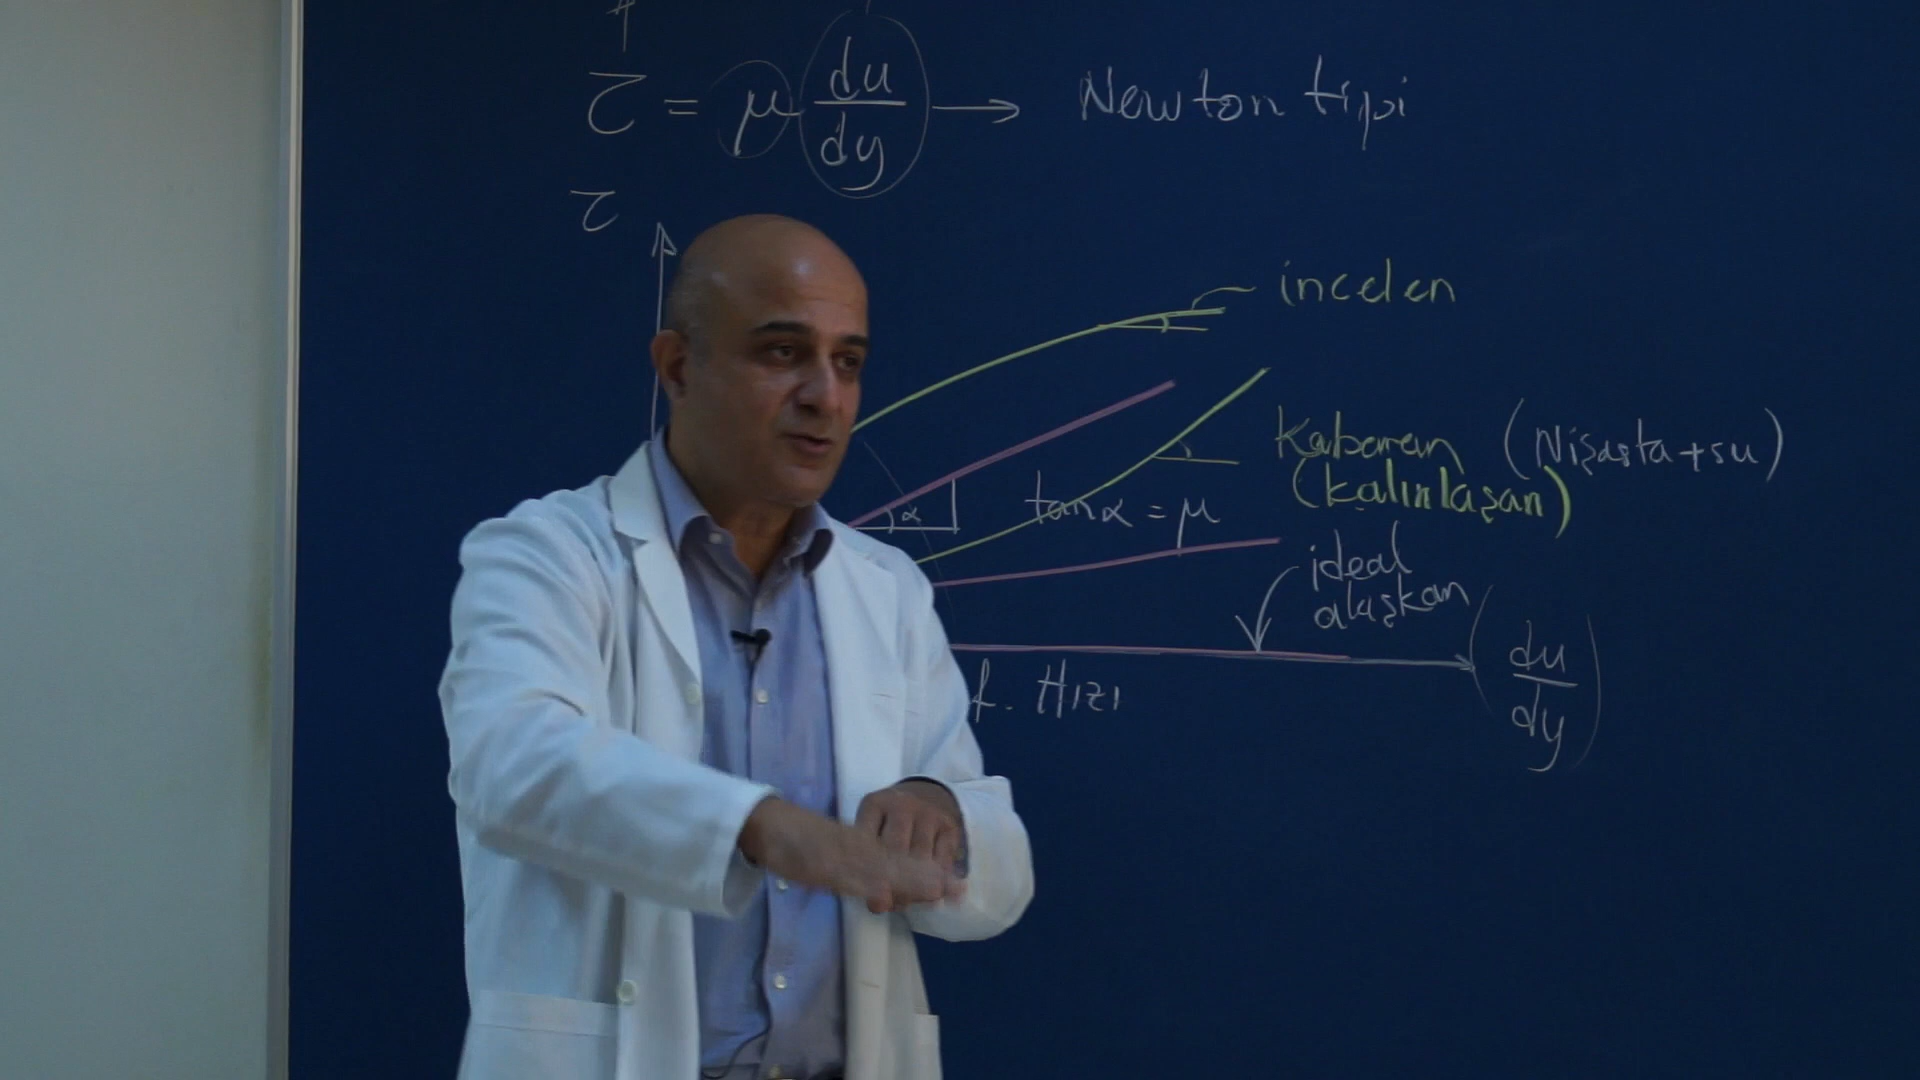 τ = μ du/dy → Newton tipi
τ
incelen
Kabaran (Nişasta+su)
(kalınlaşan)
α
tanα = μ
ideal
akışkan
(du/dy)
f. Hızı